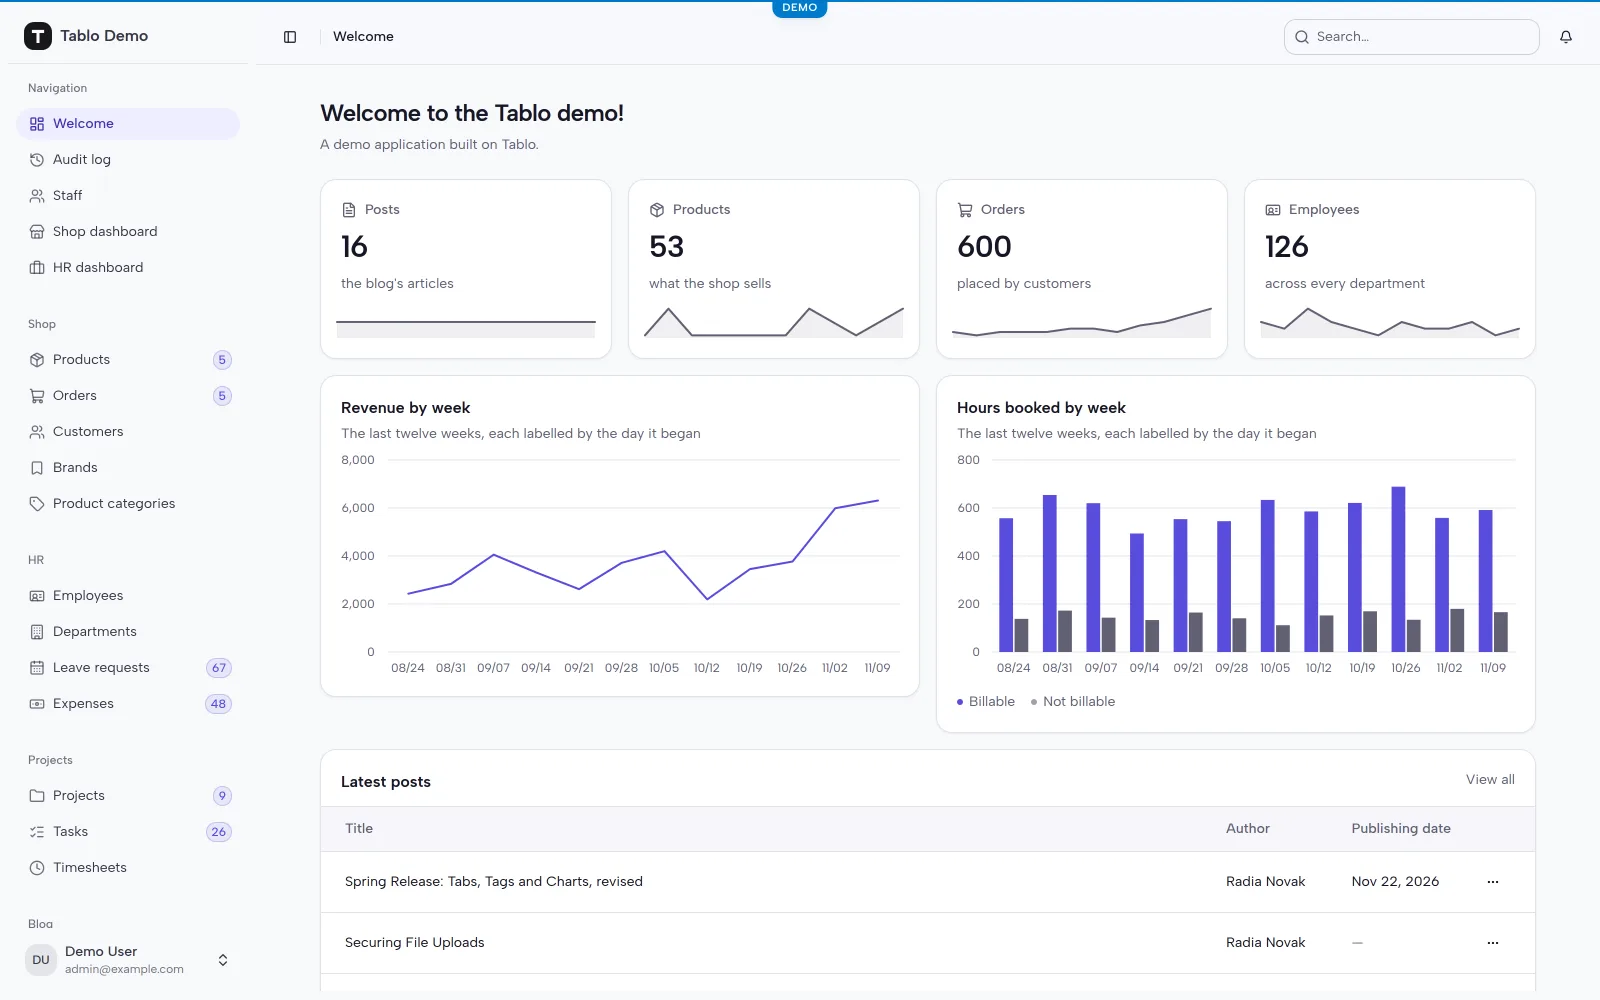 DEMO
Tablo Demo
Welcome
Search...
Navigation
Welcome
Audit log
Staff
Shop dashboard
HR dashboard
Shop
Products 5
Orders 5
Customers
Brands
Product categories
HR
Employees
Departments
Leave requests 67
Expenses 48
Projects
Projects 9
Tasks 26
Timesheets
Blog
DU
Demo User
admin@example.com
Welcome to the Tablo demo!
A demo application built on Tablo.
Posts
16
the blog's articles
Products
53
what the shop sells
Orders
600
placed by customers
Employees
126
across every department
Revenue by week
The last twelve weeks, each labelled by the day it began
8,000
6,000
4,000
2,000
0
08/24 08/31 09/07 09/14 09/21 09/28 10/05 10/12 10/19 10/26 11/02 11/09
Hours booked by week
The last twelve weeks, each labelled by the day it began
800
600
400
200
0
08/24 08/31 09/07 09/14 09/21 09/28 10/05 10/12 10/19 10/26 11/02 11/09
Billable Not billable
Latest posts View all
Title Author Publishing date
Spring Release: Tabs, Tags and Charts, revised Radia Novak Nov 22, 2026
Securing File Uploads Radia Novak —